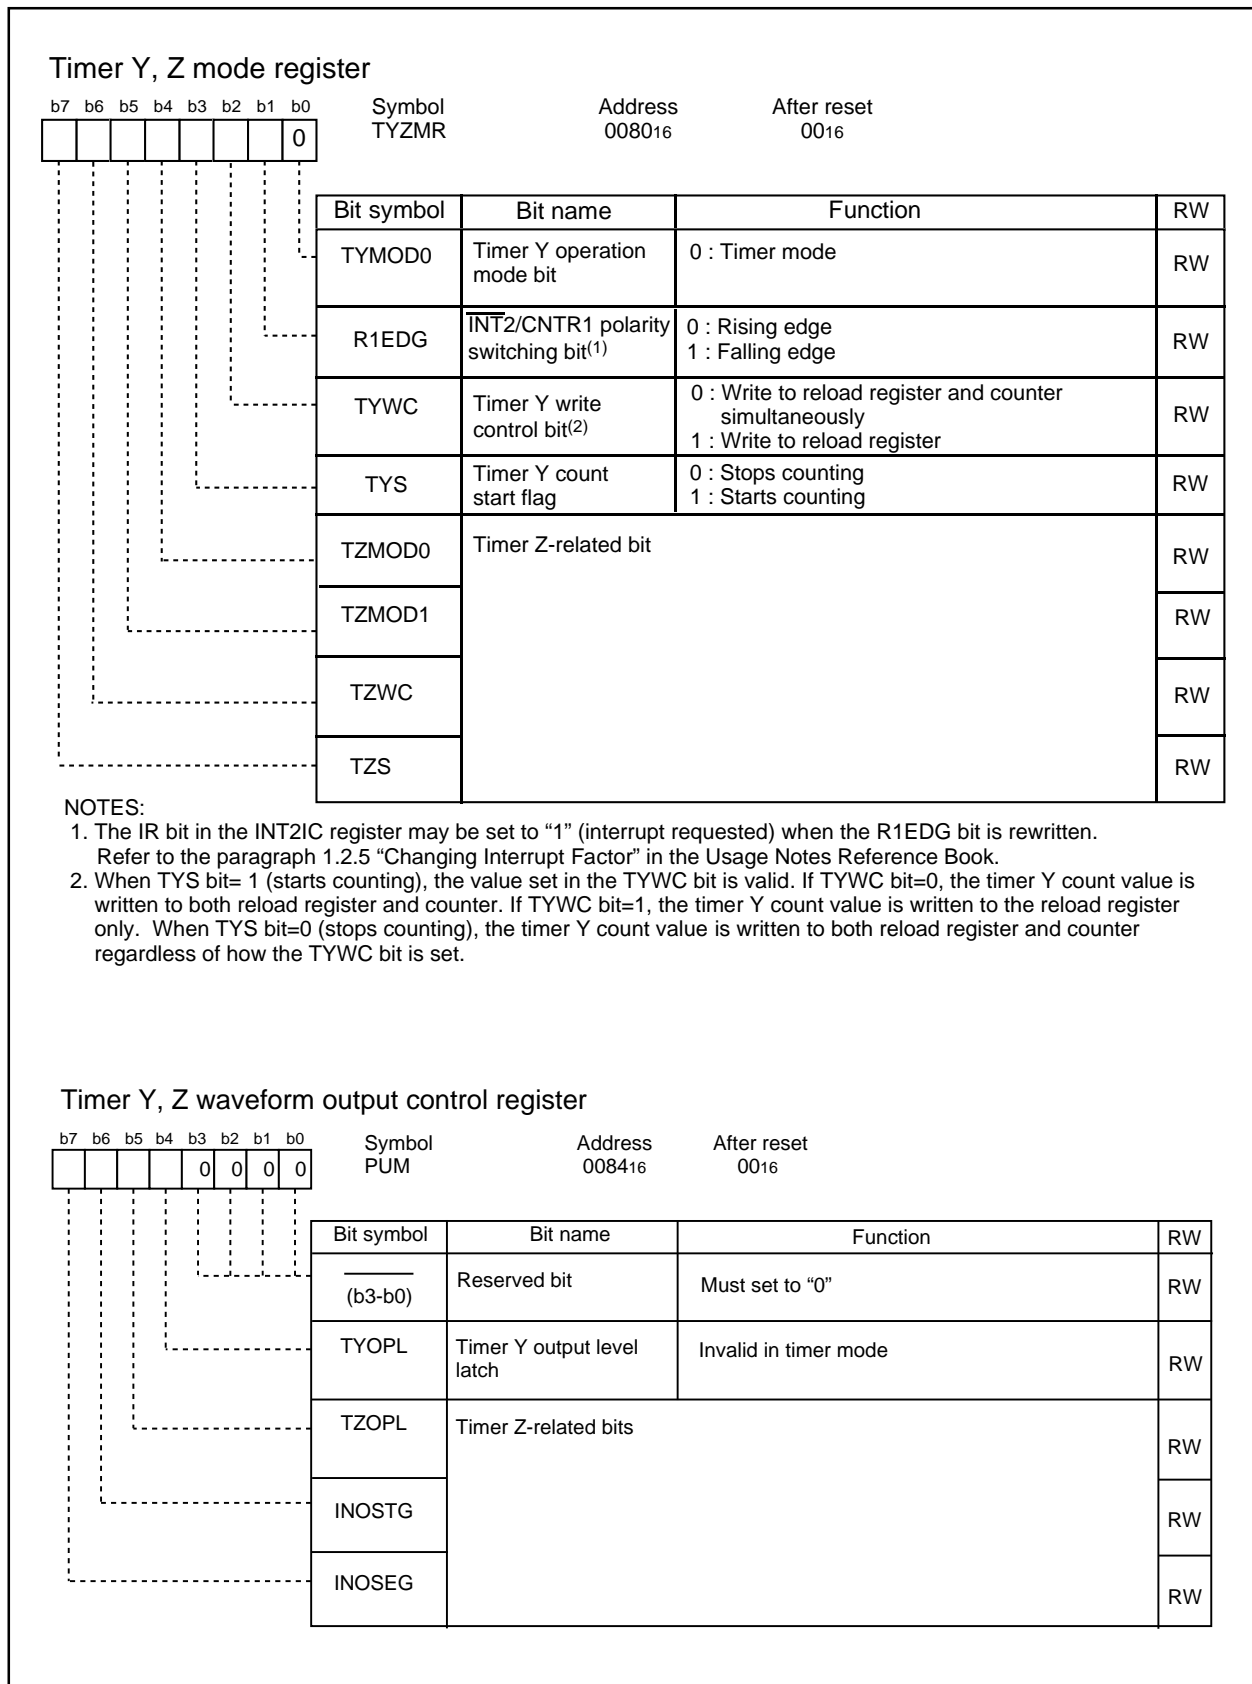 Timer Y, Z mode register
b7 b6 b5 b4 b3 b2 b1 b0
Symbol Address After reset
0
TYZMR 008016 0016
Bit symbol Bit name Function RW
TYMOD0 Timer Y operation mode bit 0 : Timer mode RW
R1EDG INT2/CNTR1 polarity switching bit(1) 0 : Rising edge
1 : Falling edge RW
TYWC Timer Y write control bit(2) 0 : Write to reload register and counter simultaneously
1 : Write to reload register RW
TYS Timer Y count start flag 0 : Stops counting
1 : Starts counting RW
TZMOD0 Timer Z-related bit RW
TZMOD1 RW
TZWC RW
TZS RW
NOTES:
1. The IR bit in the INT2IC register may be set to “1” (interrupt requested) when the R1EDG bit is rewritten.
Refer to the paragraph 1.2.5 “Changing Interrupt Factor” in the Usage Notes Reference Book.
2. When TYS bit= 1 (starts counting), the value set in the TYWC bit is valid. If TYWC bit=0, the timer Y count value is
written to both reload register and counter. If TYWC bit=1, the timer Y count value is written to the reload register
only. When TYS bit=0 (stops counting), the timer Y count value is written to both reload register and counter
regardless of how the TYWC bit is set.
Timer Y, Z waveform output control register
b7 b6 b5 b4 b3 b2 b1 b0
Symbol Address After reset
0 0 0 0
PUM 008416 0016
Bit symbol Bit name Function RW
(b3-b0) Reserved bit Must set to “0” RW
TYOPL Timer Y output level latch Invalid in timer mode RW
TZOPL Timer Z-related bits RW
INOSTG RW
INOSEG RW